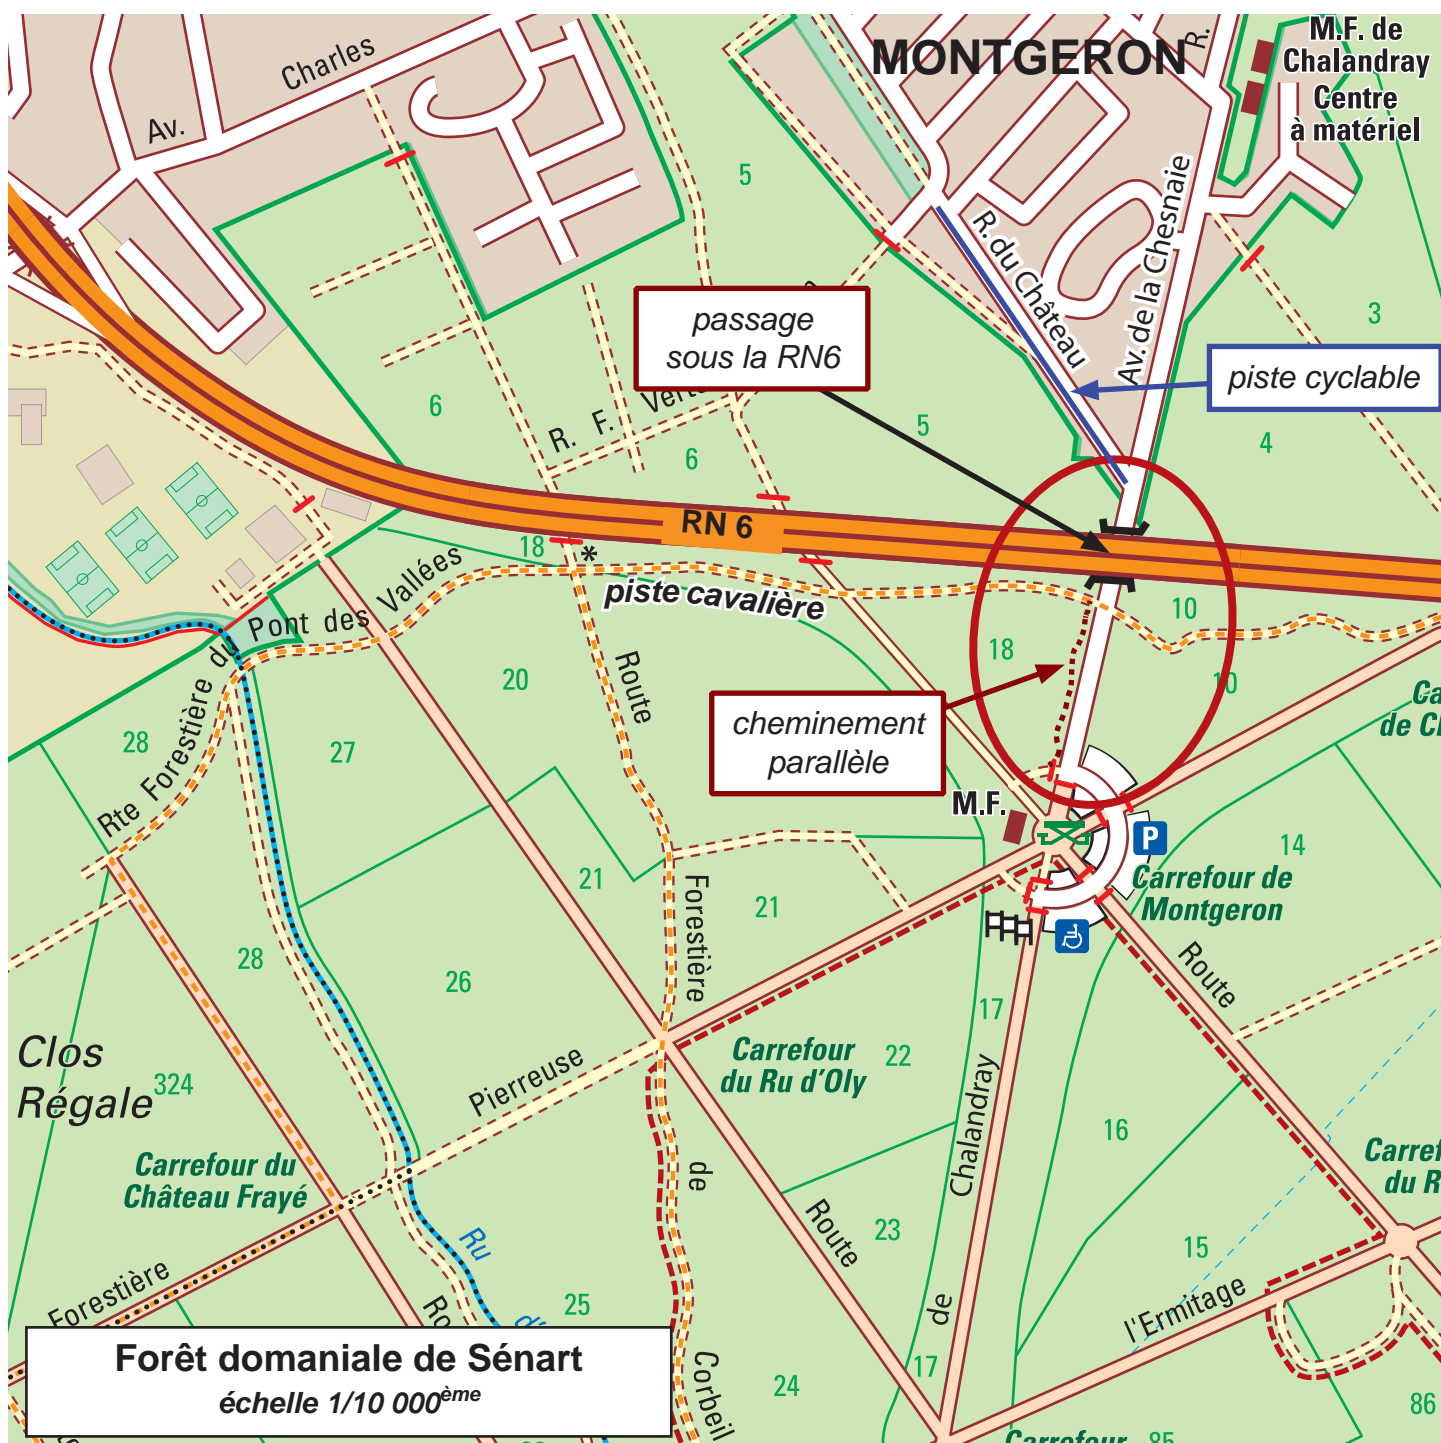 MONTGERON
R.
M.F. de
Chalandray
Centre
à matériel
Charles
Av.
5
3
R. du Château
Av. de la Chesnaie
passage
sous la RN6
piste cyclable
6
R. F. Verte
6
5
4
RN 6
18
*
piste cavalière
10
Pont des Vallées
Rte Forestière du
18
10
20
Route
cheminement
parallèle
28
27
M.F.
P
14
Carrefour de
Montgeron
21
21
Forestière
Route
28
26
17
Clos
Régale
324
Pierreuse
Carrefour
du Ru d'Oly
22
Chalandray
16
Carrefour du
Château Frayé
de
Route
23
15
Ru
Forestière
25
de
l'Ermitage
17
24
86
Corbeil
Forêt domaniale de Sénart
échelle 1/10 000ème
Carrefour
85